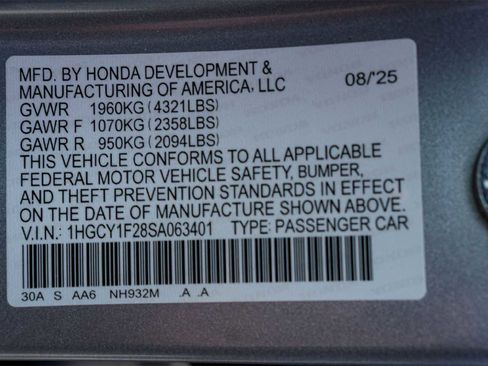 MFD. BY HONDA DEVELOPMENT &
MANUFACTURING OF AMERICA, LLC 08/'25
GVWR 1960KG (4321LBS)
GAWR F 1070KG (2358LBS)
GAWR R 950KG (2094LBS)
THIS VEHICLE CONFORMS TO ALL APPLICABLE
FEDERAL MOTOR VEHICLE SAFETY, BUMPER,
AND THEFT PREVENTION STANDARDS IN EFFECT
ON THE DATE OF MANUFACTURE SHOWN ABOVE.
V.I.N.: 1HGCY1F28SA063401 TYPE: PASSENGER CAR
30A S AA6 NH932M .A .A